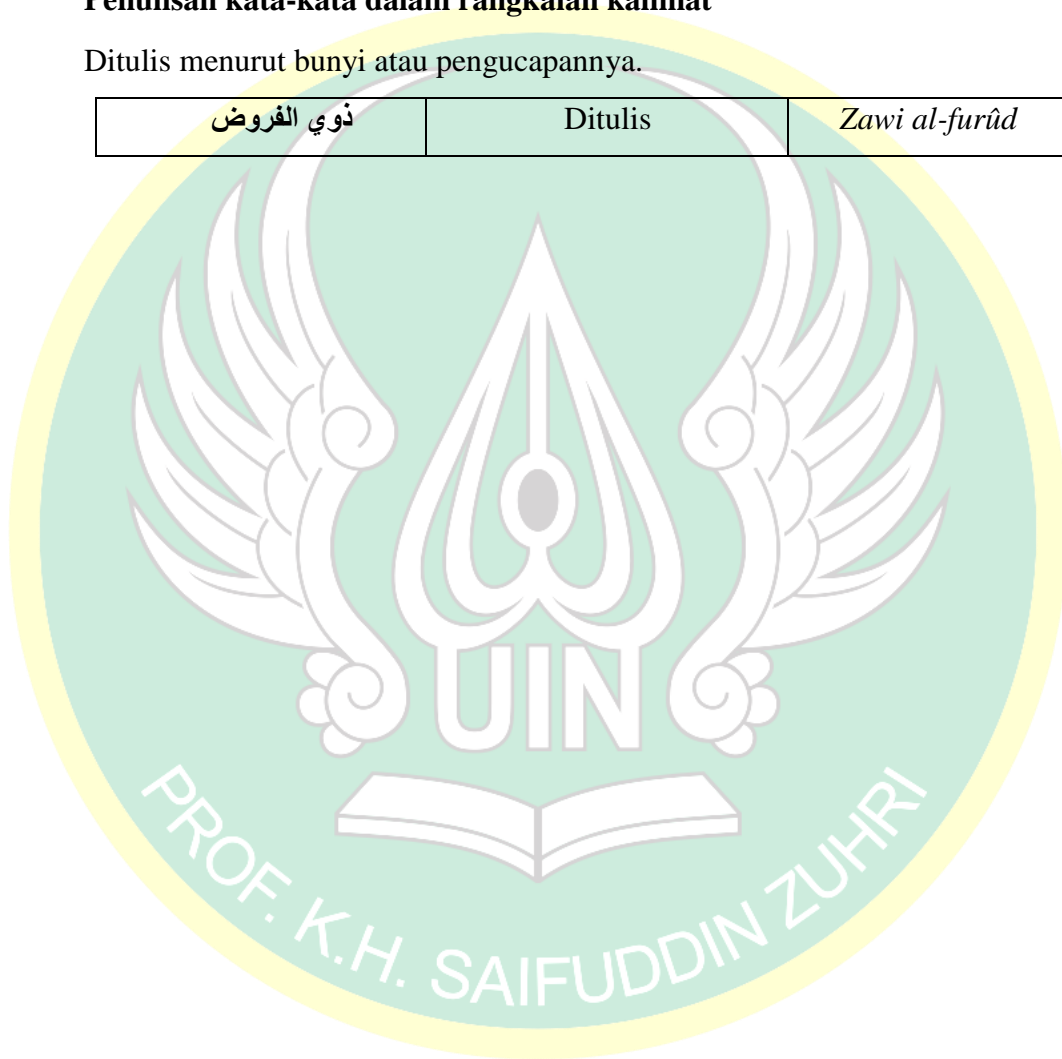 Penulisan kata-kata dalam rangkaian kalimat
Ditulis menurut bunyi atau pengucapannya.
ذوي الفروض Ditulis Zawi al-furûd
UIN
PROF. K.H. SAIFUDDIN ZUHRI